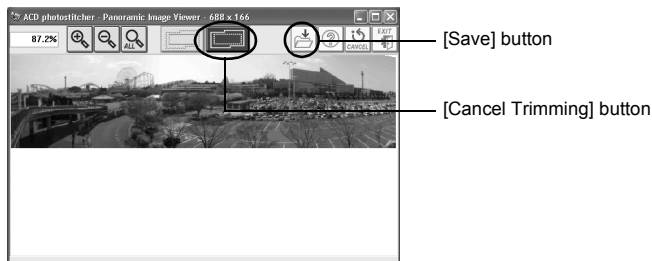 ACD photostitcher - Panoramic Image Viewer - 688 x 166
87.2%
ALL
?
CANCEL
EXIT
[Save] button
[Cancel Trimming] button